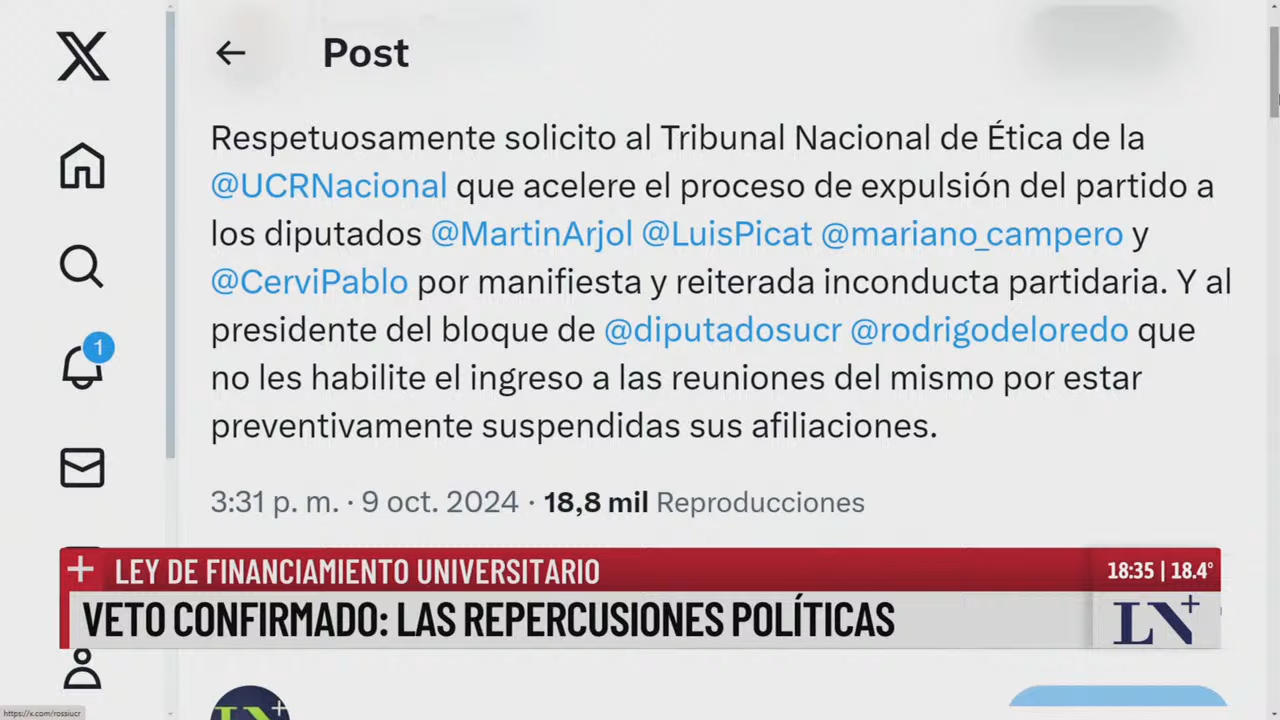 Post
Respetuosamente solicito al Tribunal Nacional de Ética de la
@UCRNacional que acelere el proceso de expulsión del partido a
los diputados @MartinArjol @LuisPicat @mariano_campero y
@CerviPablo por manifiesta y reiterada inconducta partidaria. Y al
presidente del bloque de @diputadosucr @rodrigodeloredo que
no les habilite el ingreso a las reuniones del mismo por estar
preventivamente suspendidas sus afiliaciones.
3:31 p. m. · 9 oct. 2024 · 18,8 mil Reproducciones
1
+ LEY DE FINANCIAMIENTO UNIVERSITARIO
18:35 | 18.4°
VETO CONFIRMADO: LAS REPERCUSIONES POLÍTICAS
LN+
LN+
https://x.com/rossiucr